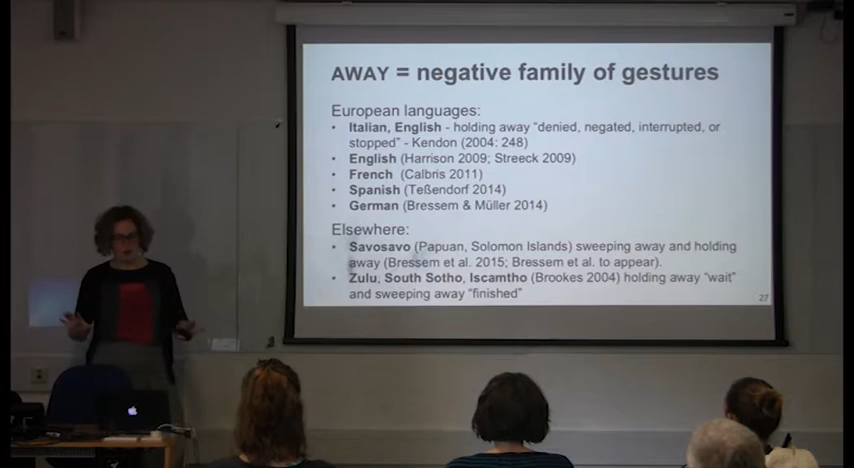 AWAY = negative family of gestures
European languages:
• Italian, English - holding away “denied, negated, interrupted, or
stopped” - Kendon (2004: 248)
• English (Harrison 2009; Streeck 2009)
• French (Calbris 2011)
• Spanish (Teßendorf 2014)
• German (Bressem & Müller 2014)
Elsewhere:
• Savosavo (Papuan, Solomon Islands) sweeping away and holding
away (Bressem et al. 2015; Bressem et al. to appear).
• Zulu, South Sotho, Iscamtho (Brookes 2004) holding away “wait”
and sweeping away “finished”
27